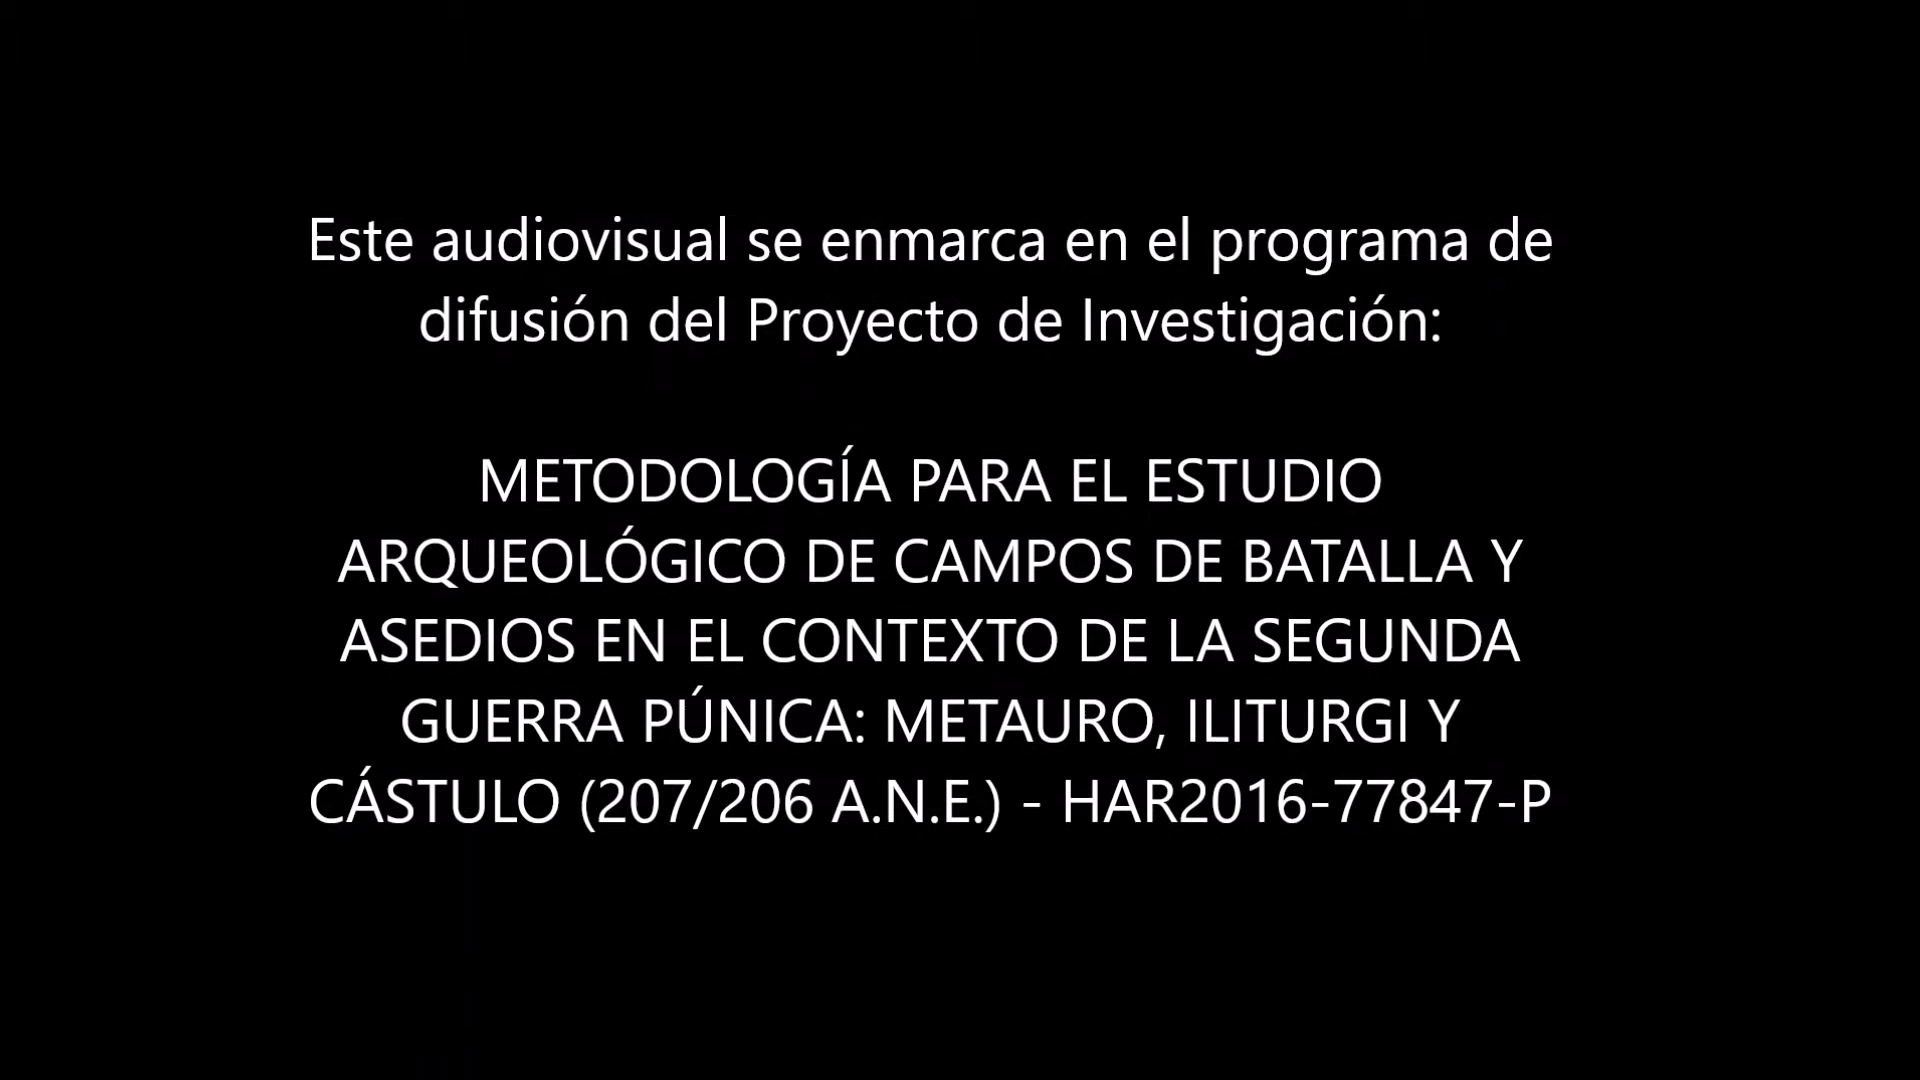 Este audiovisual se enmarca en el programa de
difusión del Proyecto de Investigación:
METODOLOGÍA PARA EL ESTUDIO
ARQUEOLÓGICO DE CAMPOS DE BATALLA Y
ASEDIOS EN EL CONTEXTO DE LA SEGUNDA
GUERRA PÚNICA: METAURO, ILITURGI Y
CÁSTULO (207/206 A.N.E.) - HAR2016-77847-P